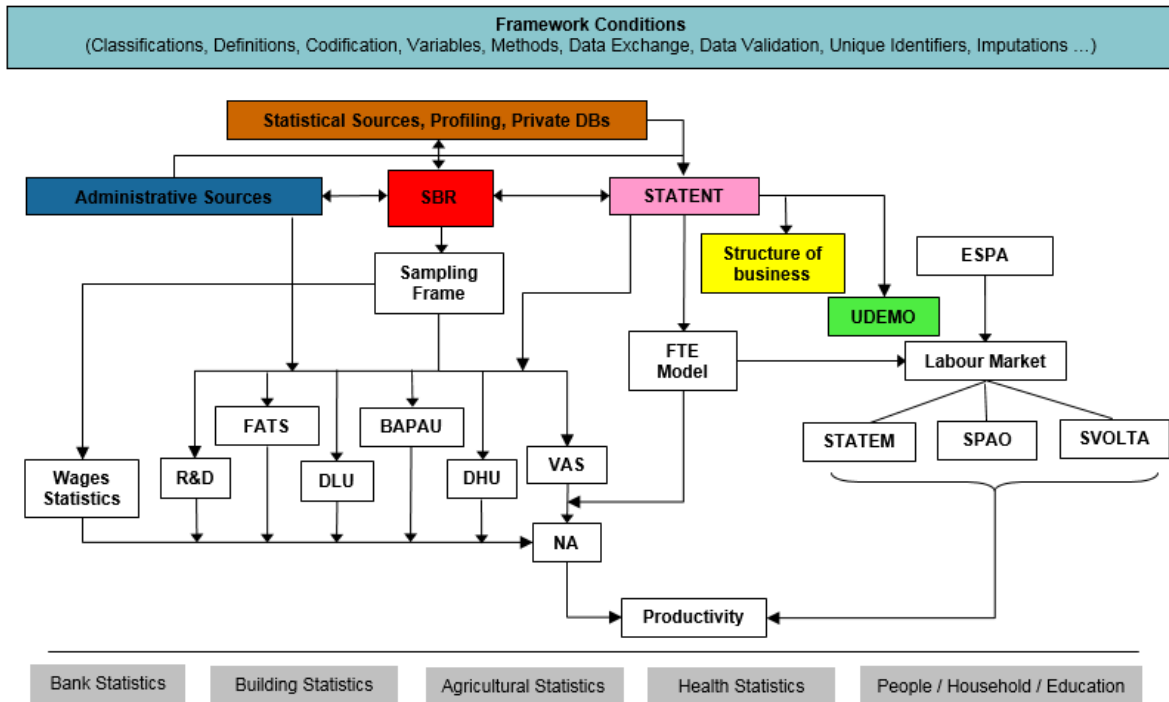 Framework Conditions
(Classifications, Definitions, Codification, Variables, Methods, Data Exchange, Data Validation, Unique Identifiers, Imputations ...)
Statistical Sources, Profiling, Private DBs
Administrative Sources
SBR
STATENT
Structure of
business
ESPA
Sampling
Frame
UDEMO
FTE
Model
Labour Market
FATS
BAPAU
STATEM
SPAO
SVOLTA
Wages
Statistics
R&D
DLU
DHU
VAS
NA
Productivity
Bank Statistics
Building Statistics
Agricultural Statistics
Health Statistics
People / Household / Education